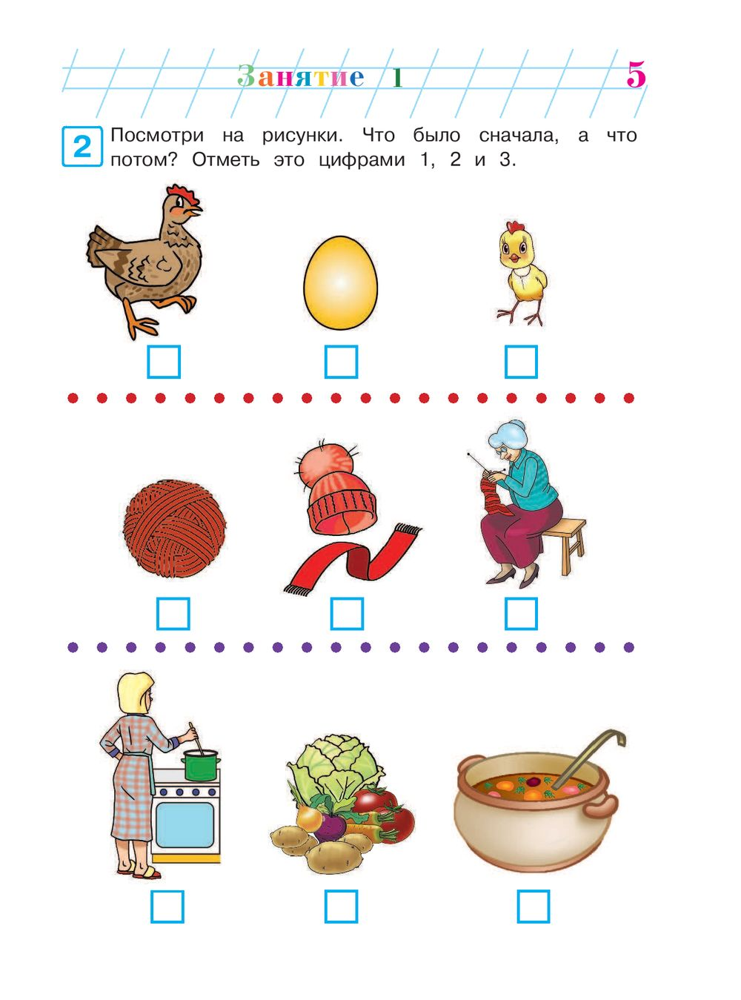 Занятие 1 5
2 Посмотри на рисунки. Что было сначала, а что
потом? Отметь это цифрами 1, 2 и 3.